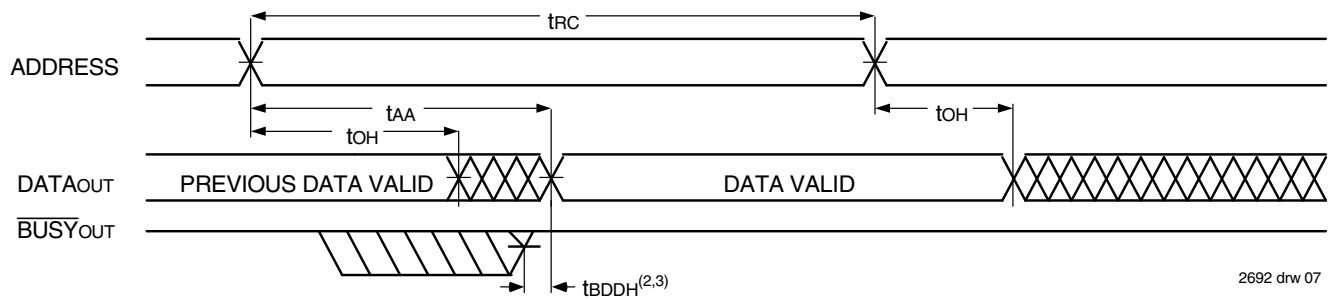 tRC
ADDRESS
tAA
tOH
tOH
DATAOUT
PREVIOUS DATA VALID
DATA VALID
BUSYOUT
tBDDH(2,3)
2692 drw 07